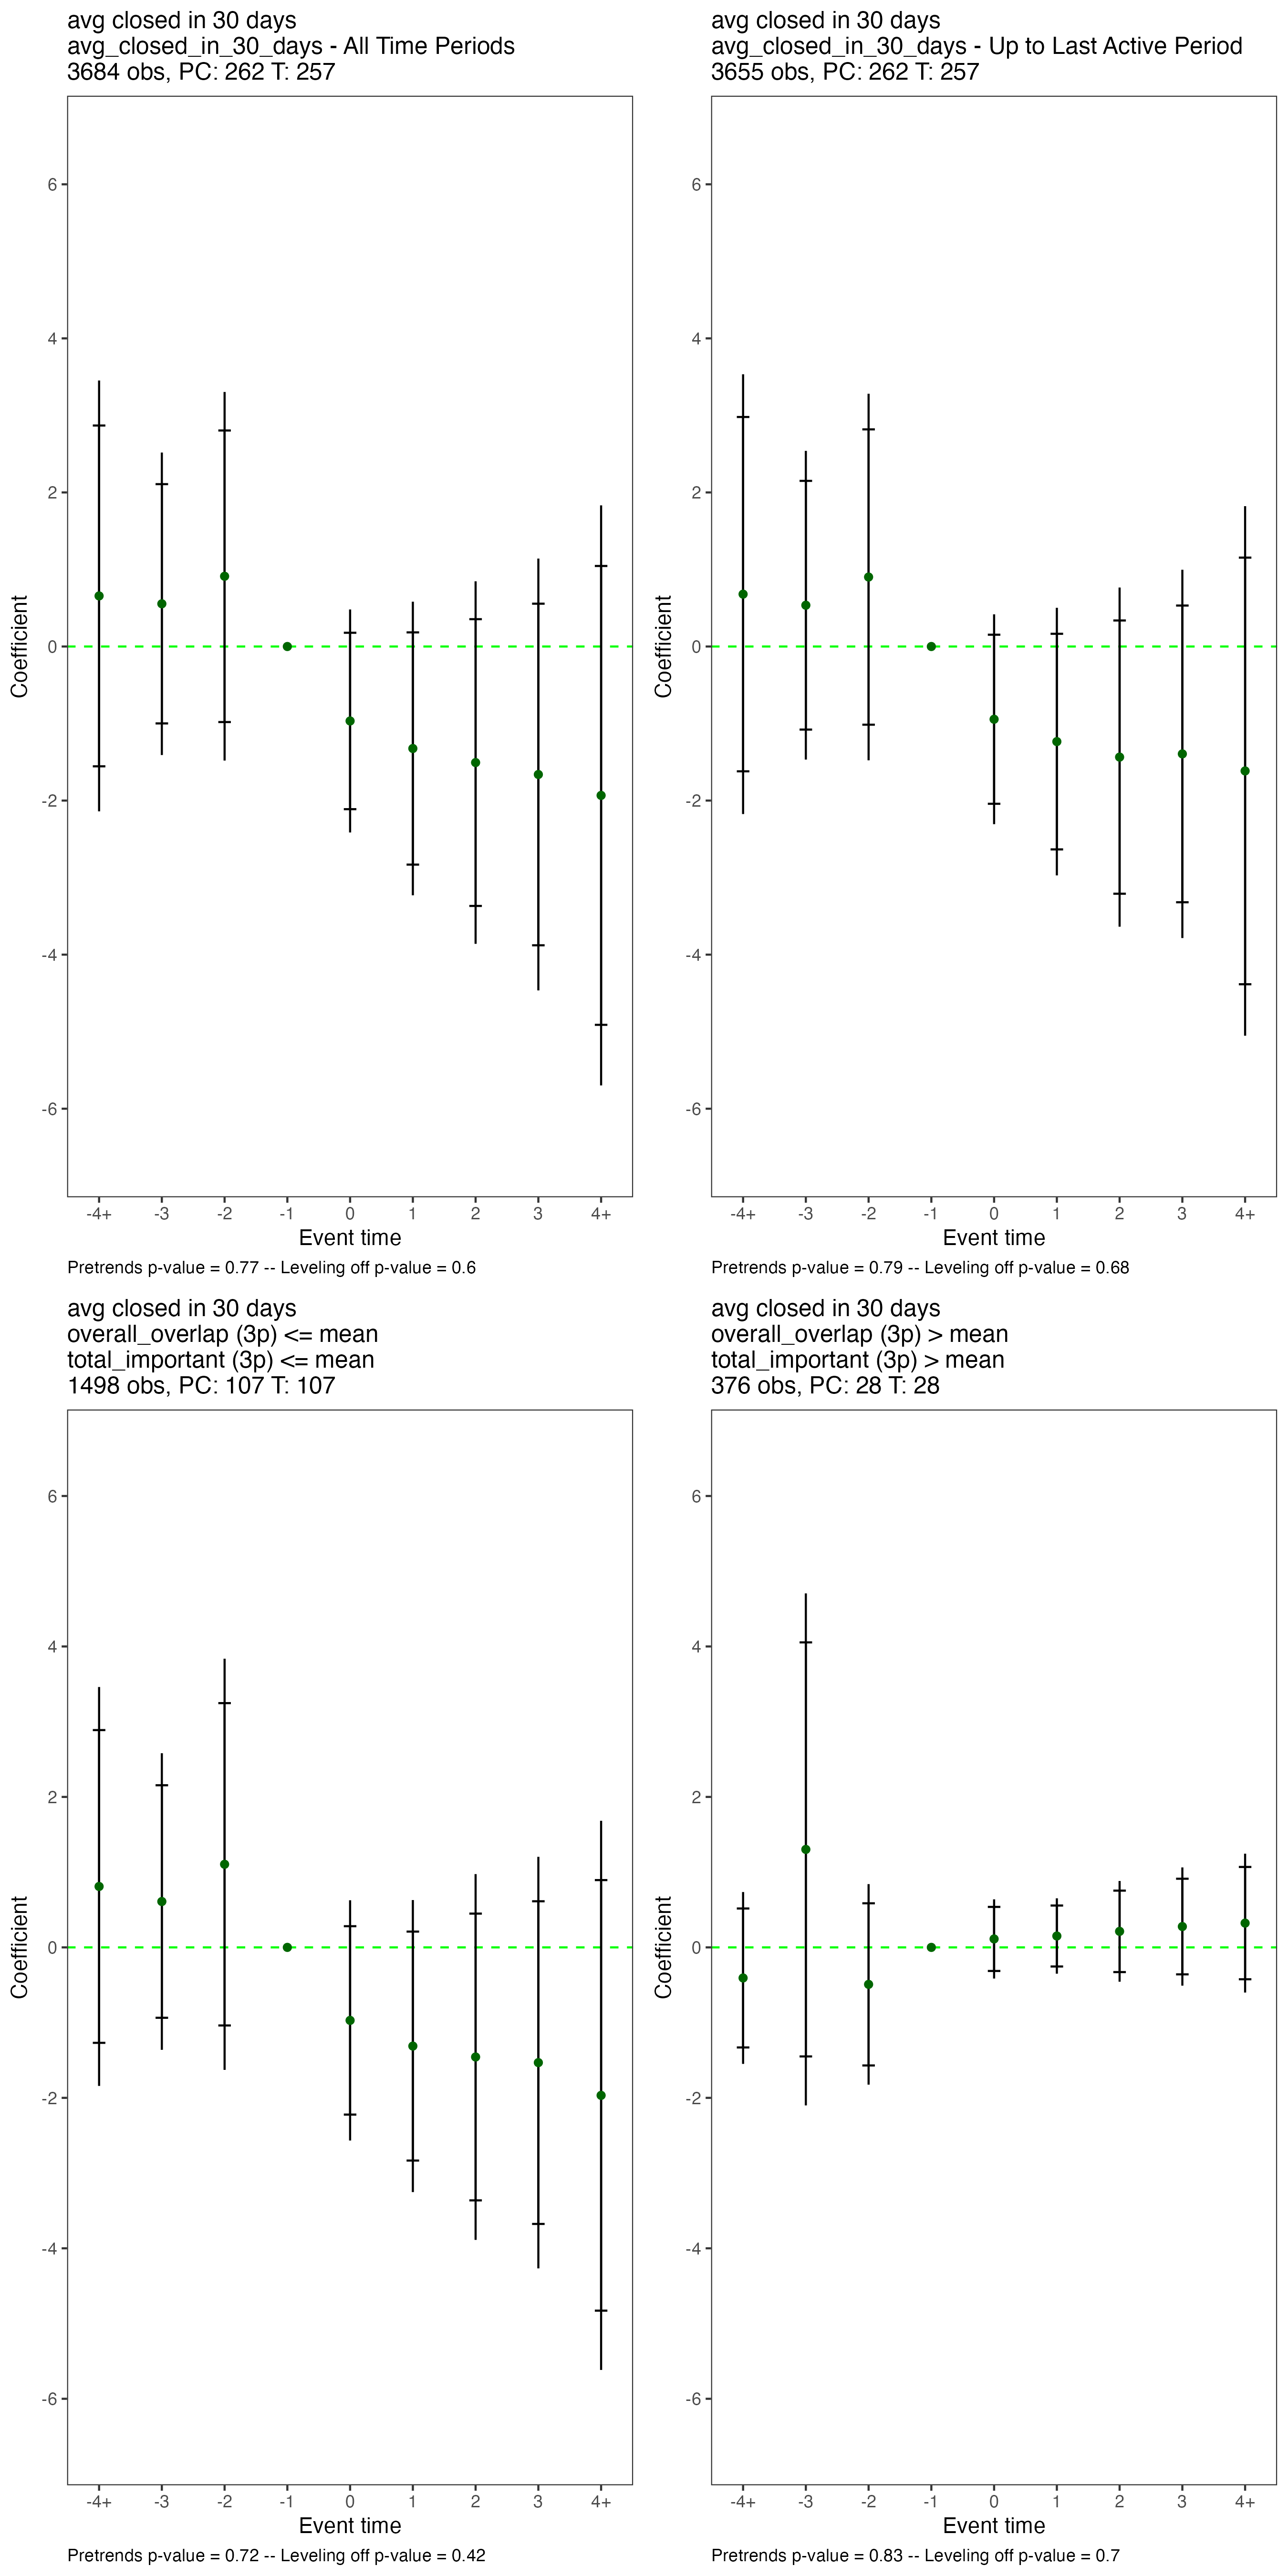 avg closed in 30 days
avg_closed_in_30_days - All Time Periods
3684 obs, PC: 262 T: 257
6
4
2
0
-2
-4
-6
Coefficient
-4+ -3 -2 -1 0 1 2 3 4+
Event time
Pretrends p-value = 0.77 -- Leveling off p-value = 0.6
avg closed in 30 days
avg_closed_in_30_days - Up to Last Active Period
3655 obs, PC: 262 T: 257
6
4
2
0
-2
-4
-6
Coefficient
-4+ -3 -2 -1 0 1 2 3 4+
Event time
Pretrends p-value = 0.79 -- Leveling off p-value = 0.68
avg closed in 30 days
overall_overlap (3p) <= mean
total_important (3p) <= mean
1498 obs, PC: 107 T: 107
6
4
2
0
-2
-4
-6
Coefficient
-4+ -3 -2 -1 0 1 2 3 4+
Event time
Pretrends p-value = 0.72 -- Leveling off p-value = 0.42
avg closed in 30 days
overall_overlap (3p) > mean
total_important (3p) > mean
376 obs, PC: 28 T: 28
6
4
2
0
-2
-4
-6
Coefficient
-4+ -3 -2 -1 0 1 2 3 4+
Event time
Pretrends p-value = 0.83 -- Leveling off p-value = 0.7